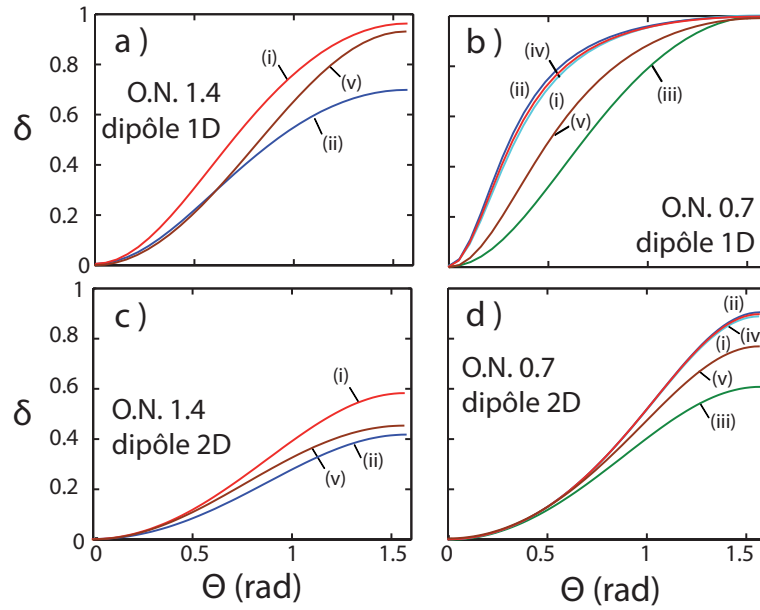 a )
1
0.8
0.6
0.4
0.2
0
δ
O.N. 1.4
dipôle 1D
(i)
(v)
(ii)
b )
(iv)
(ii)
(i)
(iii)
(v)
O.N. 0.7
dipôle 1D
c )
1
0.8
0.6
0.4
0.2
0
δ
O.N. 1.4
dipôle 2D
(i)
(v)
(ii)
0
0.5
1
1.5
Θ (rad)
d )
(ii)
(iv)
(i)
(v)
(iii)
O.N. 0.7
dipôle 2D
0
0.5
1
1.5
Θ (rad)